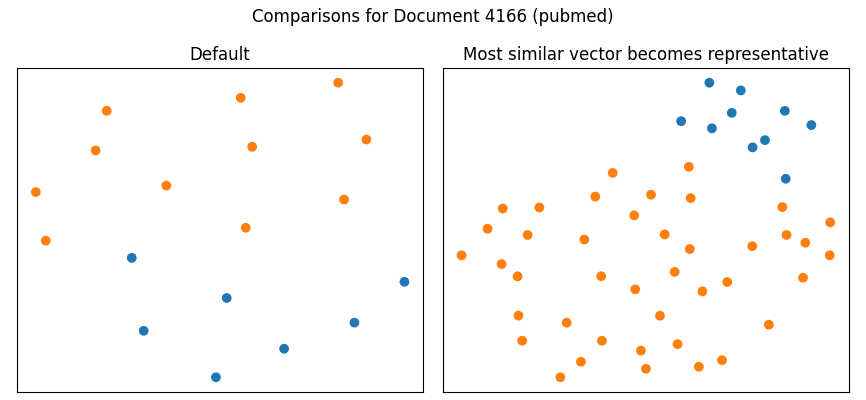 Comparisons for Document 4166 (pubmed)
Default
Most similar vector becomes representative